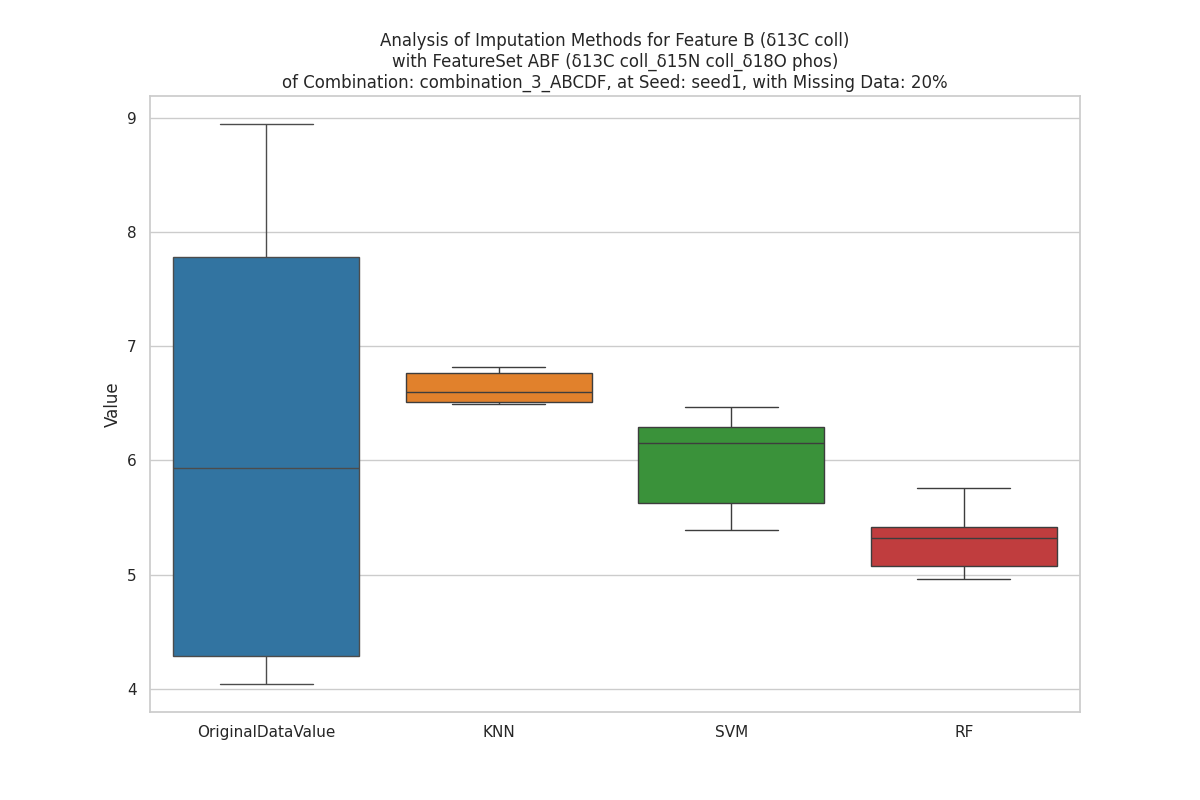 Analysis of Imputation Methods for Feature B (δ13C coll)
with FeatureSet ABF (δ13C coll_δ15N coll_δ18O phos)
of Combination: combination_3_ABCDF, at Seed: seed1, with Missing Data: 20%
9
8
7
6
5
4
Value
OriginalDataValue
KNN
SVM
RF